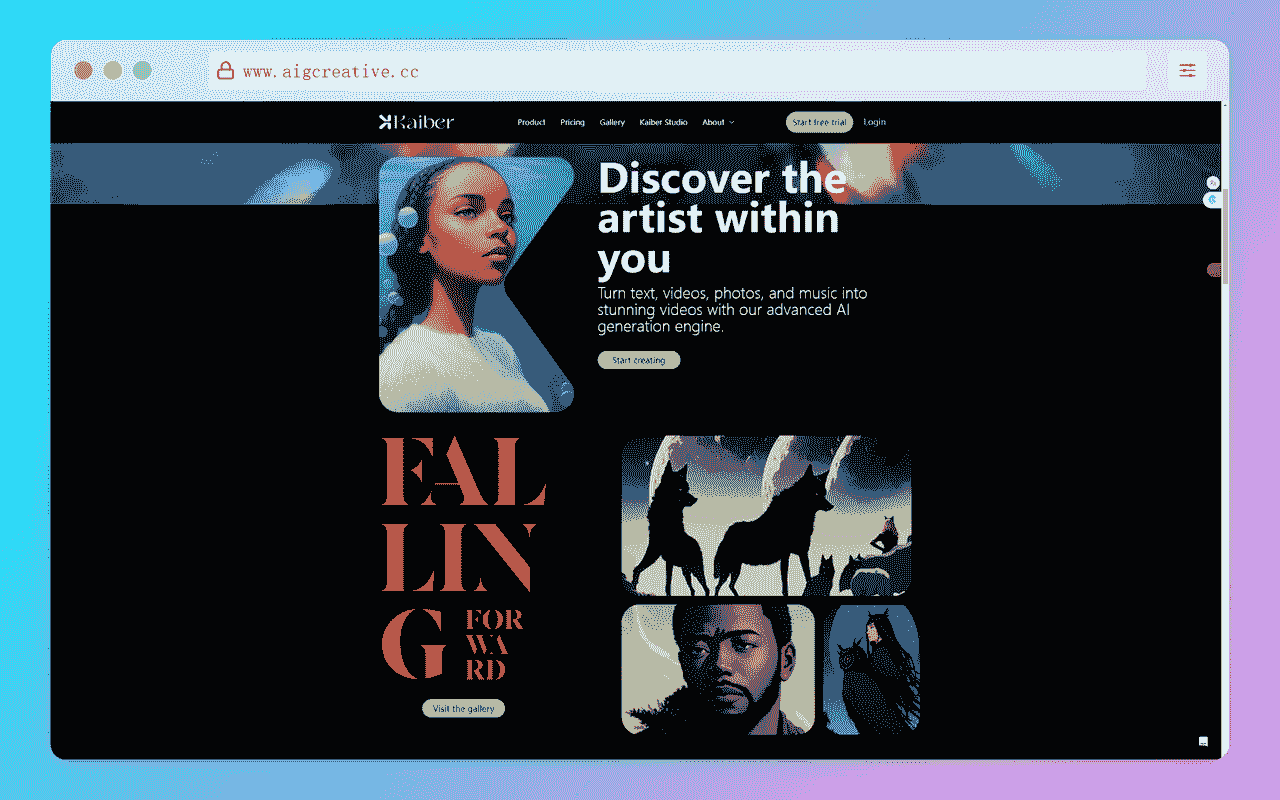 www.aigcreative.cc
Kaiber
Product Pricing Gallery Kaiber Studio About
Start free trial
Login
Discover the
artist within
you
Turn text, videos, photos, and music into
stunning videos with our advanced AI
generation engine.
Start creating
FAL
LIN
G
FOR
WA
RD
Visit the gallery